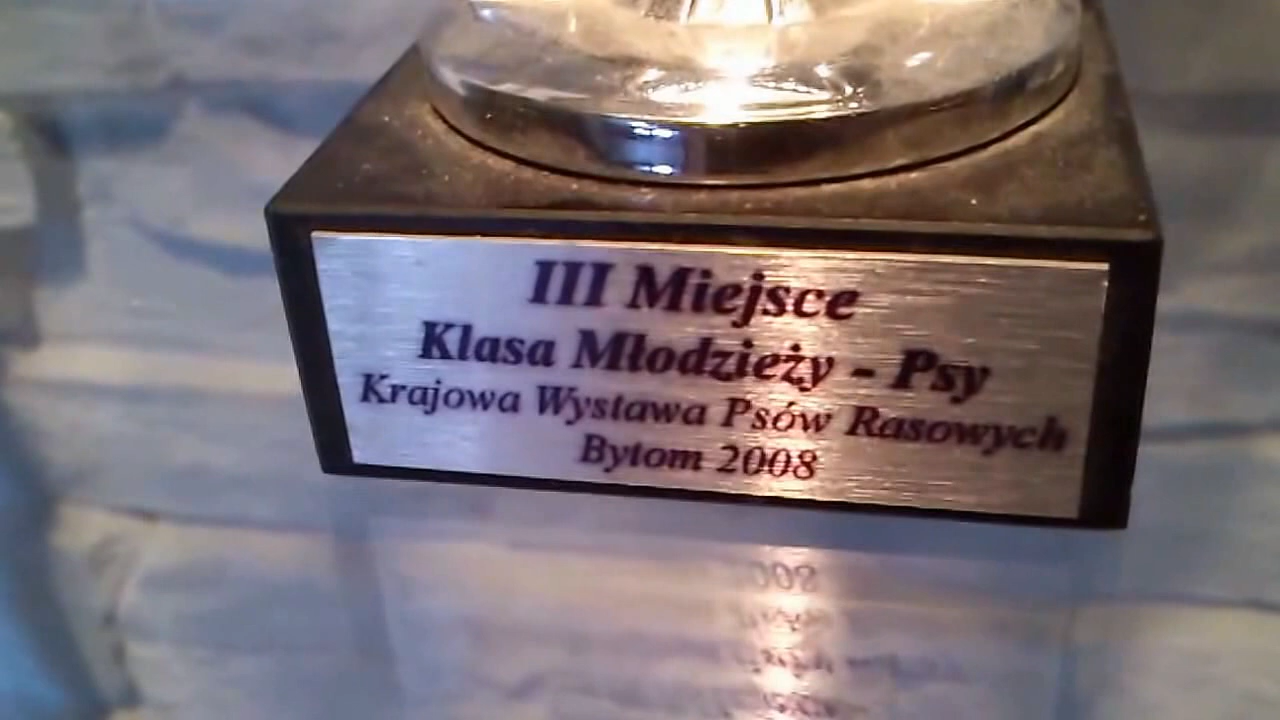 III Miejsce
Klasa Młodzieży - Psy
Krajowa Wystawa Psów Rasowych
Bytom 2008